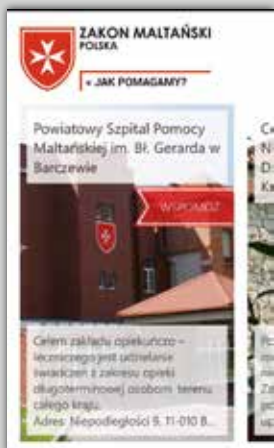 ZAKON MALTAŃSKI
POLSKA
« JAK POMAGAMY?
Powiatowy Szpital Pomocy
Maltańskiej im. Bł. Gerarda w
Barczewie
WSPOMÓŻ
Celem zakładu opiekuńczo –
leczniczego jest udzielanie
świadczeń z zakresu opieki
długoterminowej osobom terenu
całego kraju.
Adres: Niepodległości 9, 11-010 B...